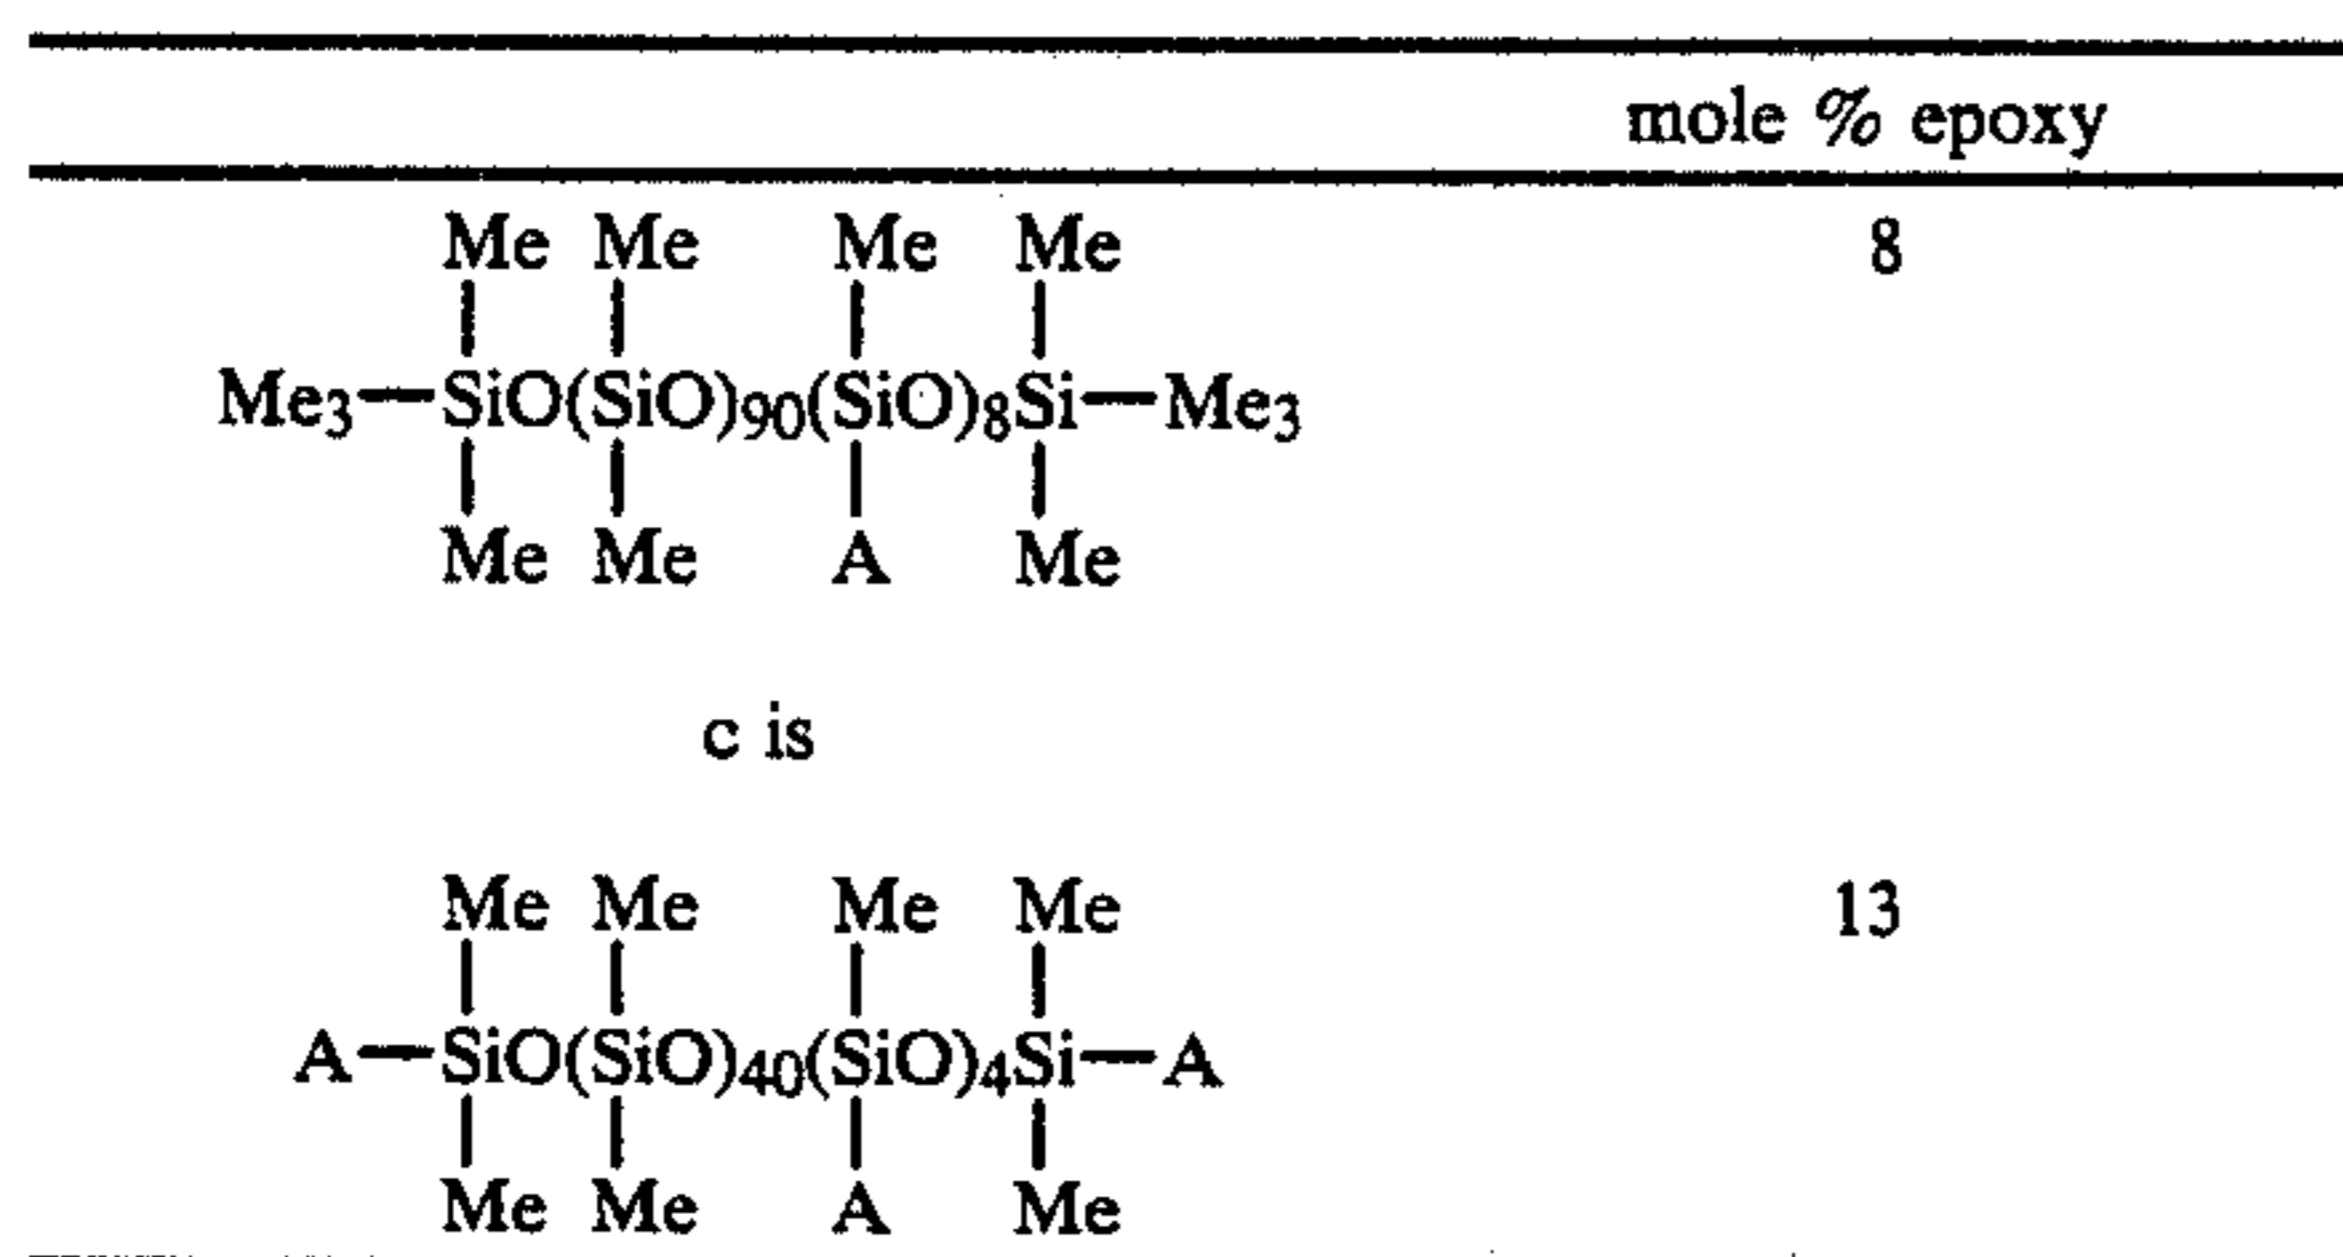 mole % epoxy
Me Me Me Me 8
Me3—SiO(SiO)90(SiO)8Si—Me3
Me Me A Me
c is
Me Me Me Me 13
A—SiO(SiO)40(SiO)4Si—A
Me Me A Me